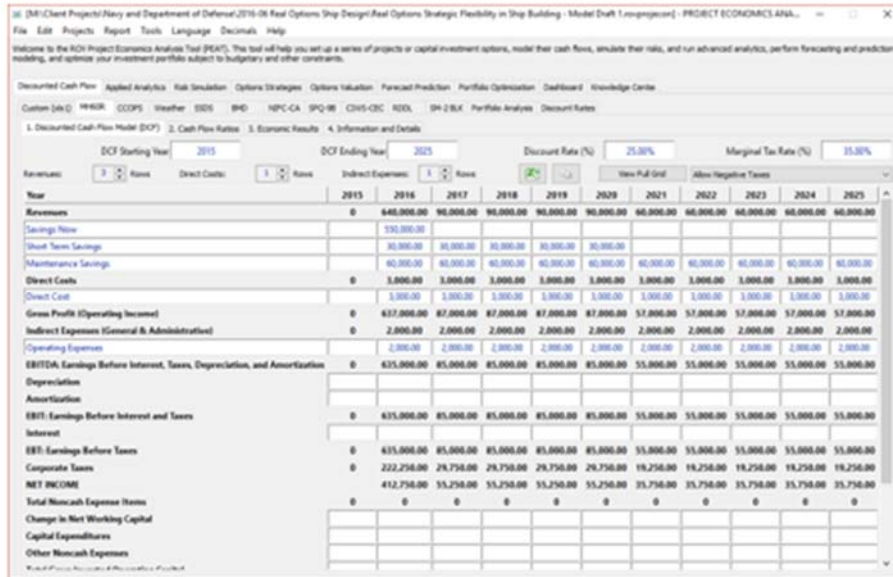 [M:\Client Projects\Navy and Department of Defense\2016-06 Real Options Ship Design\Real Options Strategic Flexibility in Ship Building - Model Draft 1.rovprojecon] - PROJECT ECONOMICS ANA...
File Edit Projects Report Tools Language Decimals Help
Welcome to the ROV Project Economics Analysis Tool (PEAT). This tool will help you set up a series of projects or capital investment options, model their cash flows, simulate their risks, and run advanced analytics, perform forecasting and prediction
modeling, and optimize your investment portfolio subject to budgetary and other constraints.
Discounted Cash Flow Applied Analytics Risk Simulation Options Strategies Options Valuation Forecast Prediction Portfolio Optimization Dashboard Knowledge Center
MH60R CCOPS Weather SSDS BMD NIFC-CA SPQ-9B CIWS-CEC RDDL SM-2 BLK Portfolio Analysis Discount Rates
1. Discounted Cash Flow Model (DCF) 2. Cash Flow Ratios 3. Economic Results 4. Information and Details
DCF Starting Year 2015 DCF Ending Year 2025 Discount Rate (%) 25.00% Marginal Tax Rate (%) 35.00%
Revenues: 3 Rows Direct Costs: 1 Rows Indirect Expenses: 1 Rows View Full Grid Allow Negative Taxes
Year 2015 2016 2017 2018 2019 2020 2021 2022 2023 2024 2025
Revenues 0 640,000.00 90,000.00 90,000.00 90,000.00 90,000.00 60,000.00 60,000.00 60,000.00 60,000.00 60,000.00
Savings Now 550,000.00
Short Term Savings 30,000.00 30,000.00 30,000.00 30,000.00 30,000.00
Maintenance Savings 60,000.00 60,000.00 60,000.00 60,000.00 60,000.00 60,000.00 60,000.00 60,000.00 60,000.00 60,000.00
Direct Costs 0 3,000.00 3,000.00 3,000.00 3,000.00 3,000.00 3,000.00 3,000.00 3,000.00 3,000.00 3,000.00
Direct Cost 3,000.00 3,000.00 3,000.00 3,000.00 3,000.00 3,000.00 3,000.00 3,000.00 3,000.00 3,000.00
Gross Profit (Operating Income) 0 637,000.00 87,000.00 87,000.00 87,000.00 87,000.00 57,000.00 57,000.00 57,000.00 57,000.00 57,000.00
Indirect Expenses (General & Administrative) 0 2,000.00 2,000.00 2,000.00 2,000.00 2,000.00 2,000.00 2,000.00 2,000.00 2,000.00 2,000.00
Operating Expenses 2,000.00 2,000.00 2,000.00 2,000.00 2,000.00 2,000.00 2,000.00 2,000.00 2,000.00 2,000.00
EBITDA: Earnings Before Interest, Taxes, Depreciation, and Amortization 0 635,000.00 85,000.00 85,000.00 85,000.00 85,000.00 55,000.00 55,000.00 55,000.00 55,000.00 55,000.00
Depreciation
Amortization
EBIT: Earnings Before Interest and Taxes 0 635,000.00 85,000.00 85,000.00 85,000.00 85,000.00 55,000.00 55,000.00 55,000.00 55,000.00 55,000.00
Interest
EBT: Earnings Before Taxes 0 635,000.00 85,000.00 85,000.00 85,000.00 85,000.00 55,000.00 55,000.00 55,000.00 55,000.00 55,000.00
Corporate Taxes 0 222,250.00 29,750.00 29,750.00 29,750.00 29,750.00 19,250.00 19,250.00 19,250.00 19,250.00 19,250.00
NET INCOME 412,750.00 55,250.00 55,250.00 55,250.00 55,250.00 35,750.00 35,750.00 35,750.00 35,750.00 35,750.00
Total Noncash Expense Items 0 0 0 0 0 0 0 0 0 0 0
Change in Net Working Capital
Capital Expenditures
Other Noncash Expenses